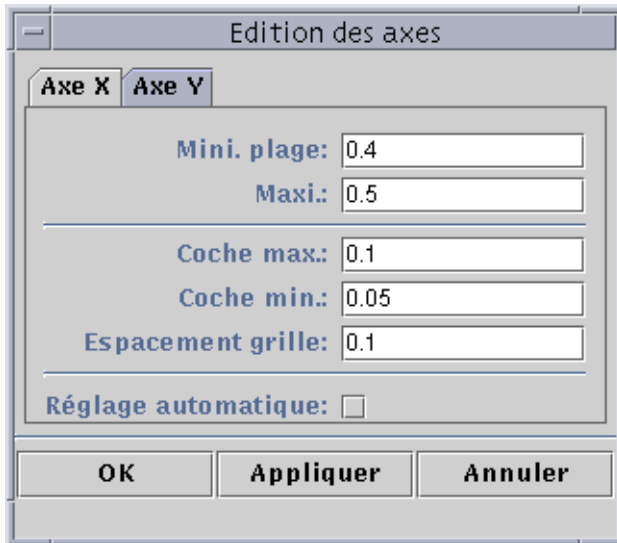 Edition des axes
Axe X Axe Y
Mini. plage: 0.4
Maxi.: 0.5
Coche max.: 0.1
Coche min.: 0.05
Espacement grille: 0.1
Réglage automatique:
OK Appliquer Annuler